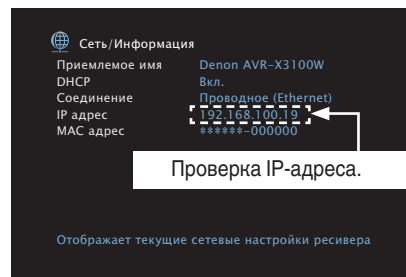 Сеть/Информация
Приемлемое имя Denon AVR-X3100W
DHCP Вкл.
Соединение Проводное (Ethernet)
IP адрес 192.168.100.19
MAC адрес ******-000000
Проверка IP-адреса.
Отображает текущие сетевые настройки ресивера